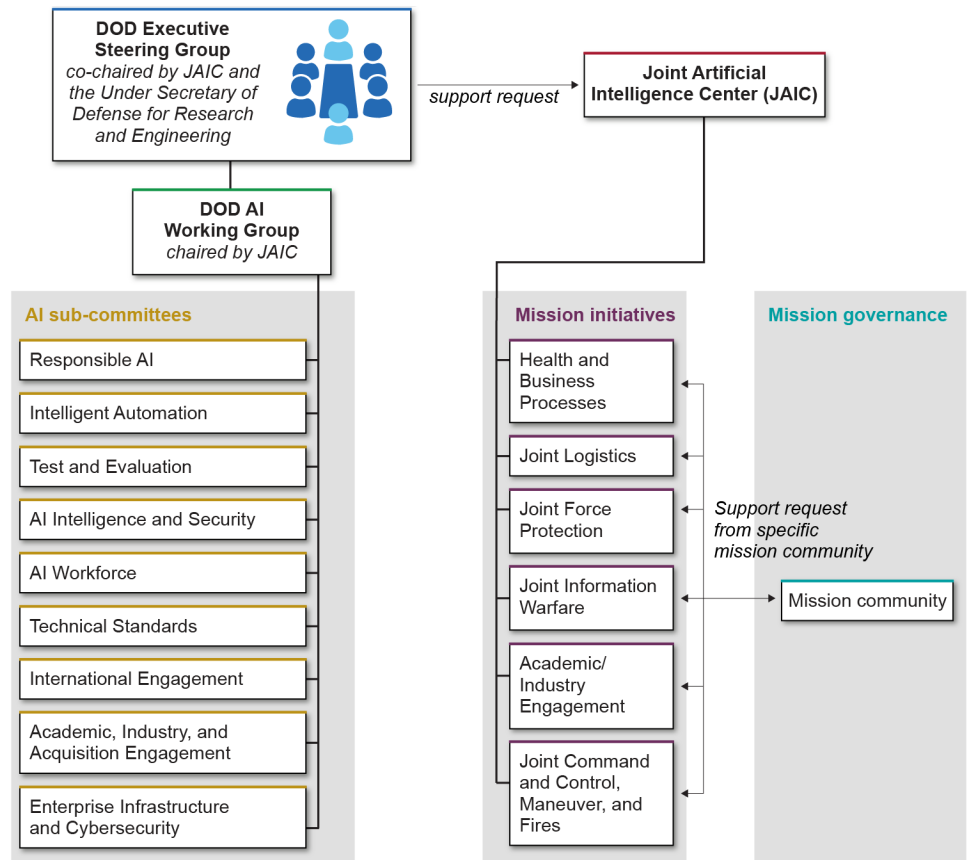 DOD Executive
Steering Group
co-chaired by JAIC and
the Under Secretary of
Defense for Research
and Engineering
support request
Joint Artificial
Intelligence Center (JAIC)
DOD AI
Working Group
chaired by JAIC
AI sub-committees
Responsible AI
Intelligent Automation
Test and Evaluation
AI Intelligence and Security
AI Workforce
Technical Standards
International Engagement
Academic, Industry, and
Acquisition Engagement
Enterprise Infrastructure
and Cybersecurity
Mission initiatives
Health and
Business
Processes
Joint Logistics
Joint Force
Protection
Joint Information
Warfare
Academic/
Industry
Engagement
Joint Command
and Control,
Maneuver, and
Fires
Support request
from specific
mission community
Mission governance
Mission community